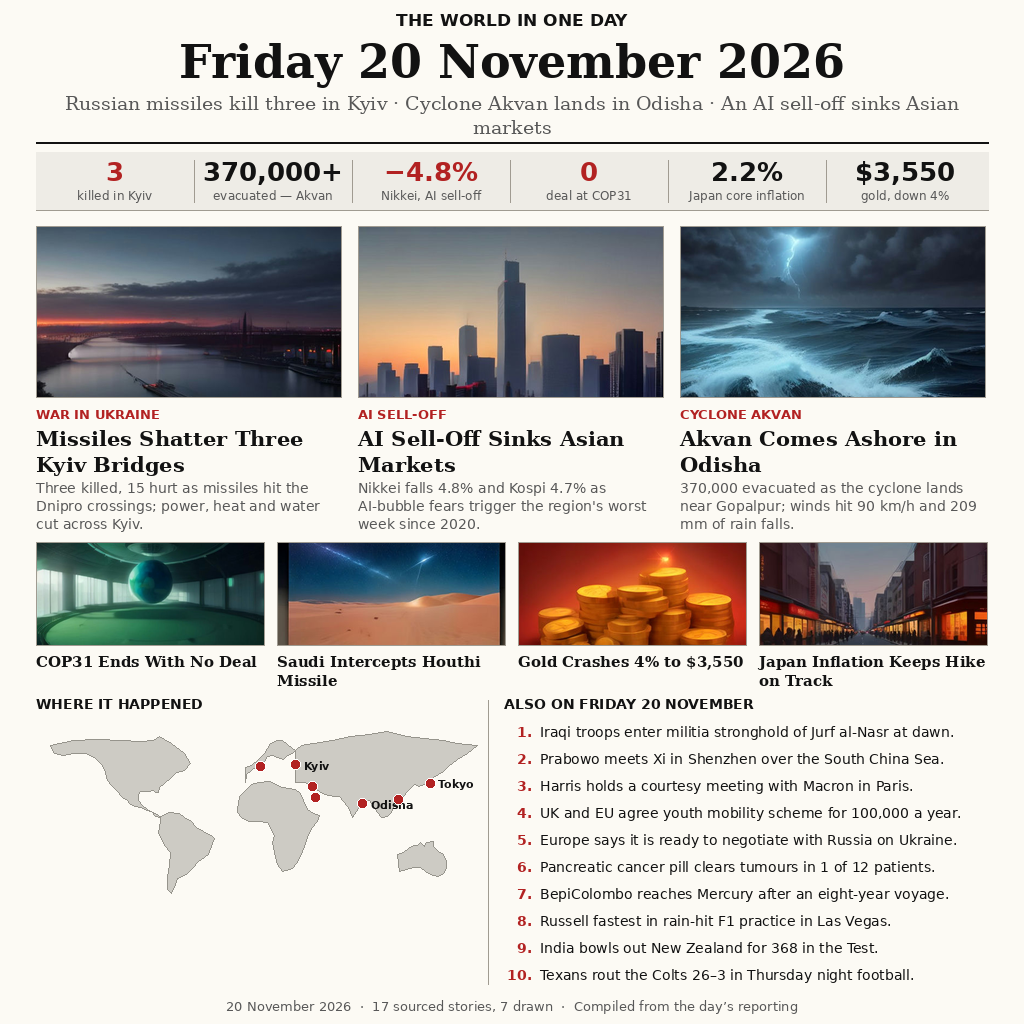 THE WORLD IN ONE DAY
Friday 20 November 2026
Russian missiles kill three in Kyiv · Cyclone Akvan lands in Odisha · An AI sell-off sinks Asian
markets
3
killed in Kyiv
370,000+
evacuated — Akvan
−4.8%
Nikkei, AI sell-off
0
deal at COP31
2.2%
Japan core inflation
$3,550
gold, down 4%
WAR IN UKRAINE
Missiles Shatter Three
Kyiv Bridges
Three killed, 15 hurt as missiles hit the
Dnipro crossings; power, heat and water
cut across Kyiv.
AI SELL-OFF
AI Sell-Off Sinks Asian
Markets
Nikkei falls 4.8% and Kospi 4.7% as
AI-bubble fears trigger the region's worst
week since 2020.
CYCLONE AKVAN
Akvan Comes Ashore in
Odisha
370,000 evacuated as the cyclone lands
near Gopalpur; winds hit 90 km/h and 209
mm of rain falls.
COP31 Ends With No Deal
Saudi Intercepts Houthi
Missile
Gold Crashes 4% to $3,550
Japan Inflation Keeps Hike
on Track
WHERE IT HAPPENED
Kyiv
Tokyo
Odisha
ALSO ON FRIDAY 20 NOVEMBER
1. Iraqi troops enter militia stronghold of Jurf al-Nasr at dawn.
2. Prabowo meets Xi in Shenzhen over the South China Sea.
3. Harris holds a courtesy meeting with Macron in Paris.
4. UK and EU agree youth mobility scheme for 100,000 a year.
5. Europe says it is ready to negotiate with Russia on Ukraine.
6. Pancreatic cancer pill clears tumours in 1 of 12 patients.
7. BepiColombo reaches Mercury after an eight-year voyage.
8. Russell fastest in rain-hit F1 practice in Las Vegas.
9. India bowls out New Zealand for 368 in the Test.
10. Texans rout the Colts 26–3 in Thursday night football.
20 November 2026 · 17 sourced stories, 7 drawn · Compiled from the day’s reporting